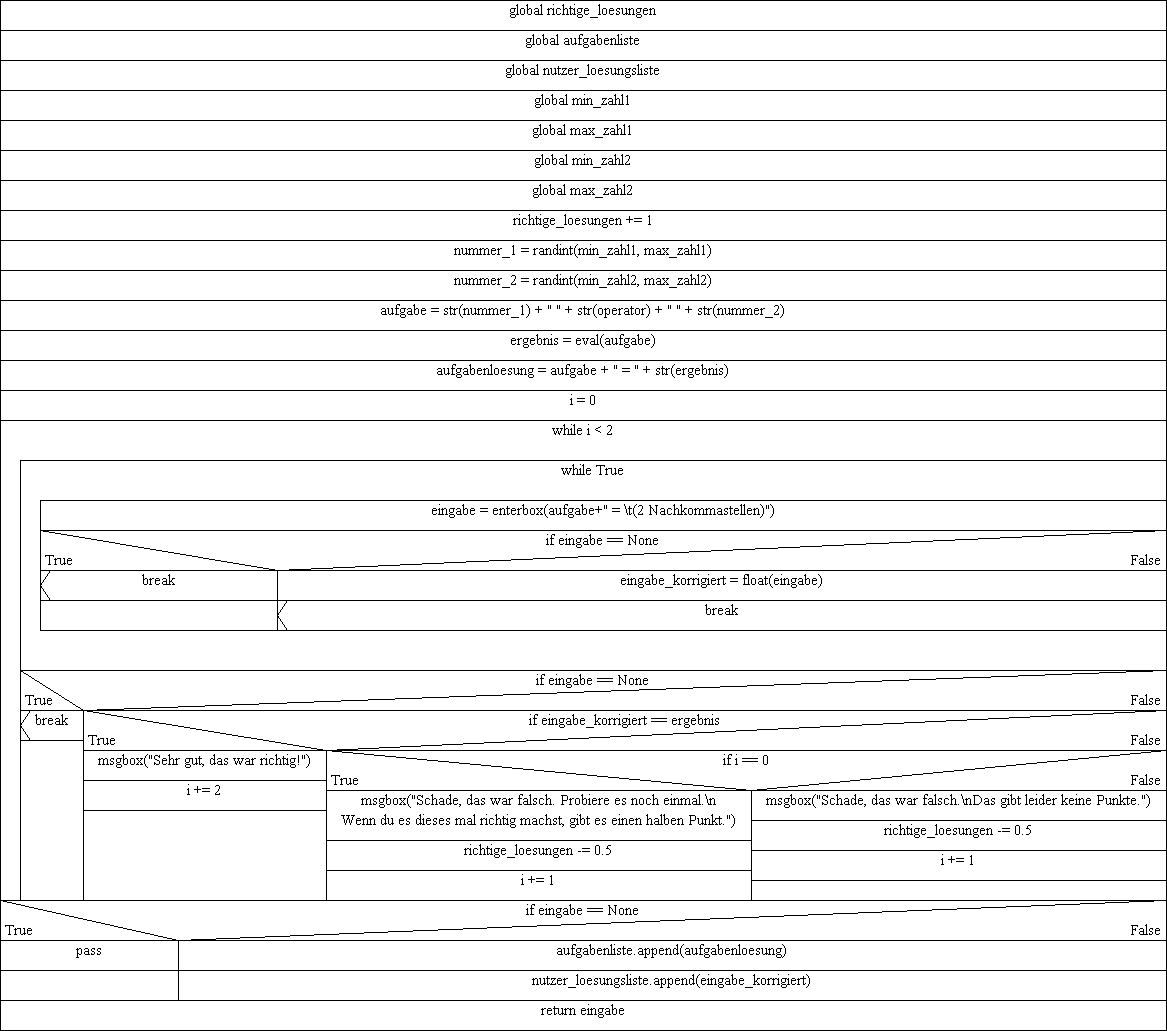 global richtige_loesungen
global aufgabenliste
global nutzer_loesungsliste
global min_zahl1
global max_zahl1
global min_zahl2
global max_zahl2
richtige_loesungen += 1
nummer_1 = randint(min_zahl1, max_zahl1)
nummer_2 = randint(min_zahl2, max_zahl2)
aufgabe = str(nummer_1) + " " + str(operator) + " " + str(nummer_2)
ergebnis = eval(aufgabe)
aufgabenloesung = aufgabe + " = " + str(ergebnis)
i = 0
while i < 2
while True
eingabe = enterbox(aufgabe+" = \t(2 Nachkommastellen)")
if eingabe == None
True
False
break
eingabe_korrigiert = float(eingabe)
break
if eingabe == None
True
False
break
if eingabe_korrigiert == ergebnis
True
False
msgbox("Sehr gut, das war richtig!")
i += 2
if i == 0
True
False
msgbox("Schade, das war falsch. Probiere es noch einmal.\n
Wenn du es dieses mal richtig machst, gibt es einen halben Punkt.")
richtige_loesungen -= 0.5
i += 1
msgbox("Schade, das war falsch.\nDas gibt leider keine Punkte.")
richtige_loesungen -= 0.5
i += 1
if eingabe == None
True
False
pass
aufgabenliste.append(aufgabenloesung)
nutzer_loesungsliste.append(eingabe_korrigiert)
return eingabe